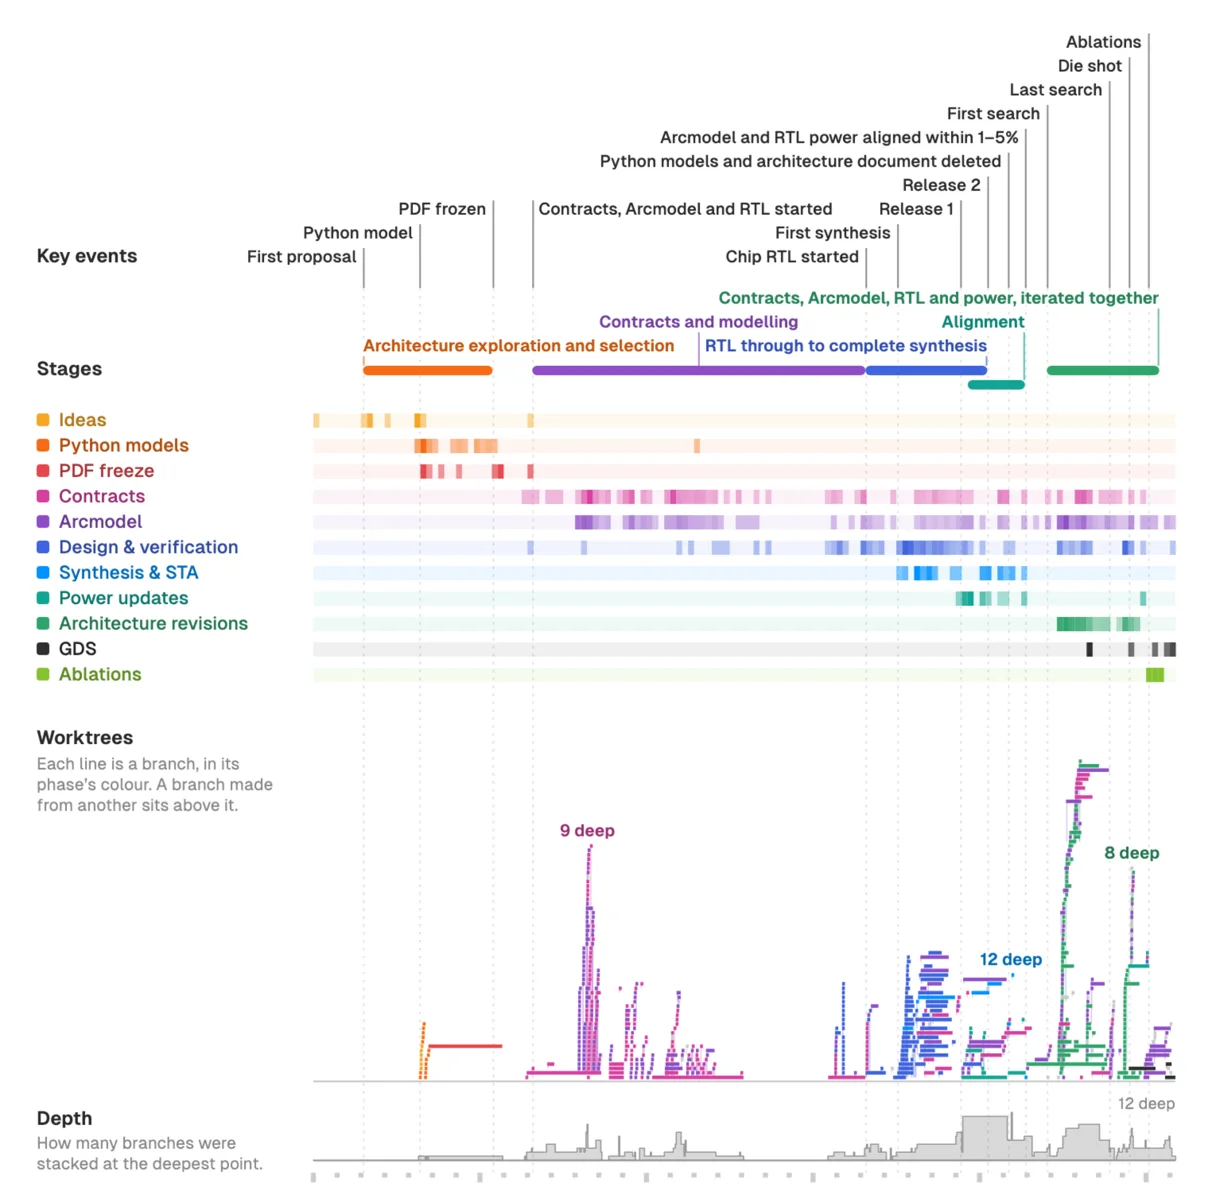 Ablations
Die shot
Last search
First search
Arcmodel and RTL power aligned within 1–5%
Python models and architecture document deleted
Release 2
PDF frozen
Contracts, Arcmodel and RTL started
Release 1
Python model
First synthesis
Key events
First proposal
Chip RTL started
Contracts, Arcmodel, RTL and power, iterated together
Contracts and modelling
Alignment
Architecture exploration and selection
RTL through to complete synthesis
Stages
Ideas
Python models
PDF freeze
Contracts
Arcmodel
Design & verification
Synthesis & STA
Power updates
Architecture revisions
GDS
Ablations
Worktrees
Each line is a branch, in its
phase's colour. A branch made
from another sits above it.
9 deep
8 deep
12 deep
12 deep
Depth
How many branches were
stacked at the deepest point.